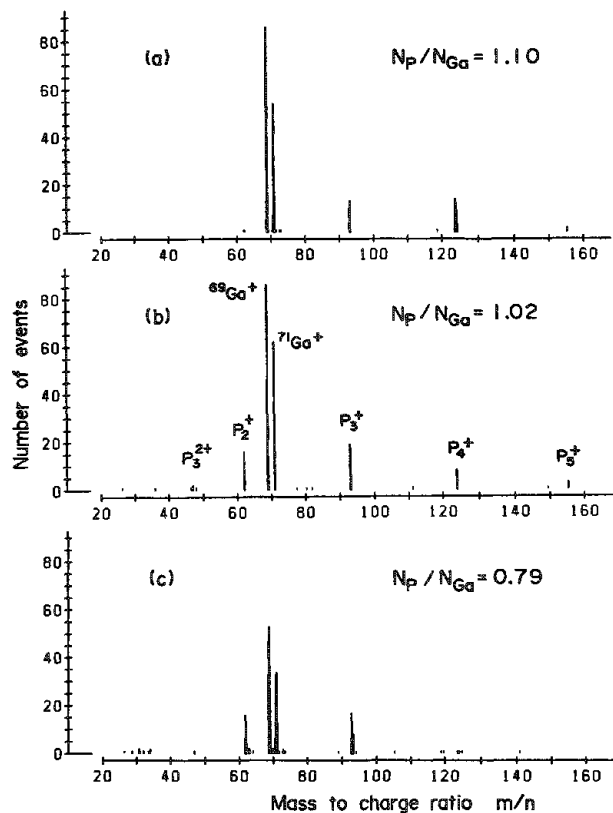 80
60
40
20
0
(a)
N_P/N_Ga = 1.10
20 40 60 80 100 120 140 160
Number of events
80
60
40
20
0
(b)
N_P/N_Ga = 1.02
⁶⁹Ga⁺
⁷¹Ga⁺
P₃²⁺
P₂⁺
P₃⁺
P₄⁺
P₅⁺
20 40 60 80 100 120 140 160
80
60
40
20
0
(c)
N_P/N_Ga = 0.79
20 40 60 80 100 120 140 160
Mass to charge ratio m/n